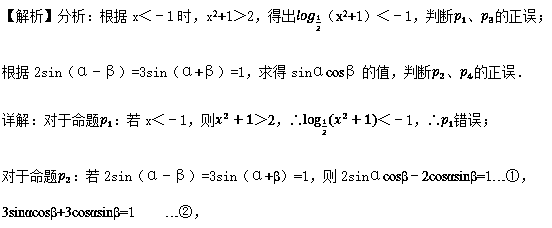 【解析】分析：根据 x＜﹣1 时，x²+1＞2，得出log½（x²+1）＜﹣1，判断p₁、p₃的正误；
根据 2sin（α﹣β）=3sin（α+β）=1，求得 sinαcosβ 的值，判断p₂、p₄的正误．
详解：对于命题p₁：若 x＜﹣1，则x²＋1＞2，∴log½(x²+1)＜﹣1，∴p₁错误；
对于命题p₂：若 2sin（α﹣β）=3sin（α+β）=1，则 2sinαcosβ﹣2cosαsinβ=1…①，
3sinαcosβ+3cosαsinβ=1 …②，